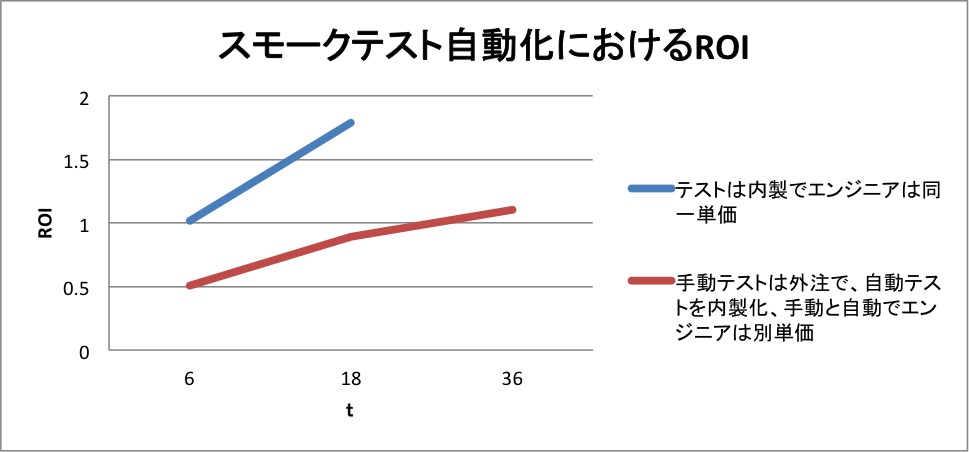 スモークテスト自動化におけるROI
2
1.5
1
0.5
0
ROI
6
18
36
t
テストは内製でエンジニアは同
一単価
手動テストは外注で、自動テス
トを内製化、手動と自動でエン
ジニアは別単価